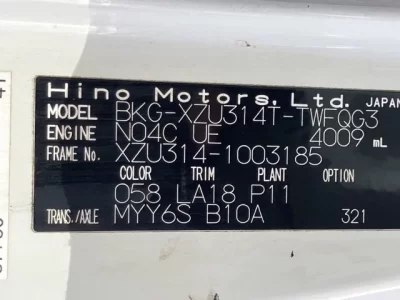 Hino Motors, Ltd. JAPAN
MODEL BKG-XZU314T-TWFQG3
ENGINE N04C UE 4009 mL
FRAME No. XZU314-1003185
COLOR TRIM PLANT
058 LA18 P11
TRANS./AXLE MYY6S B10A 321